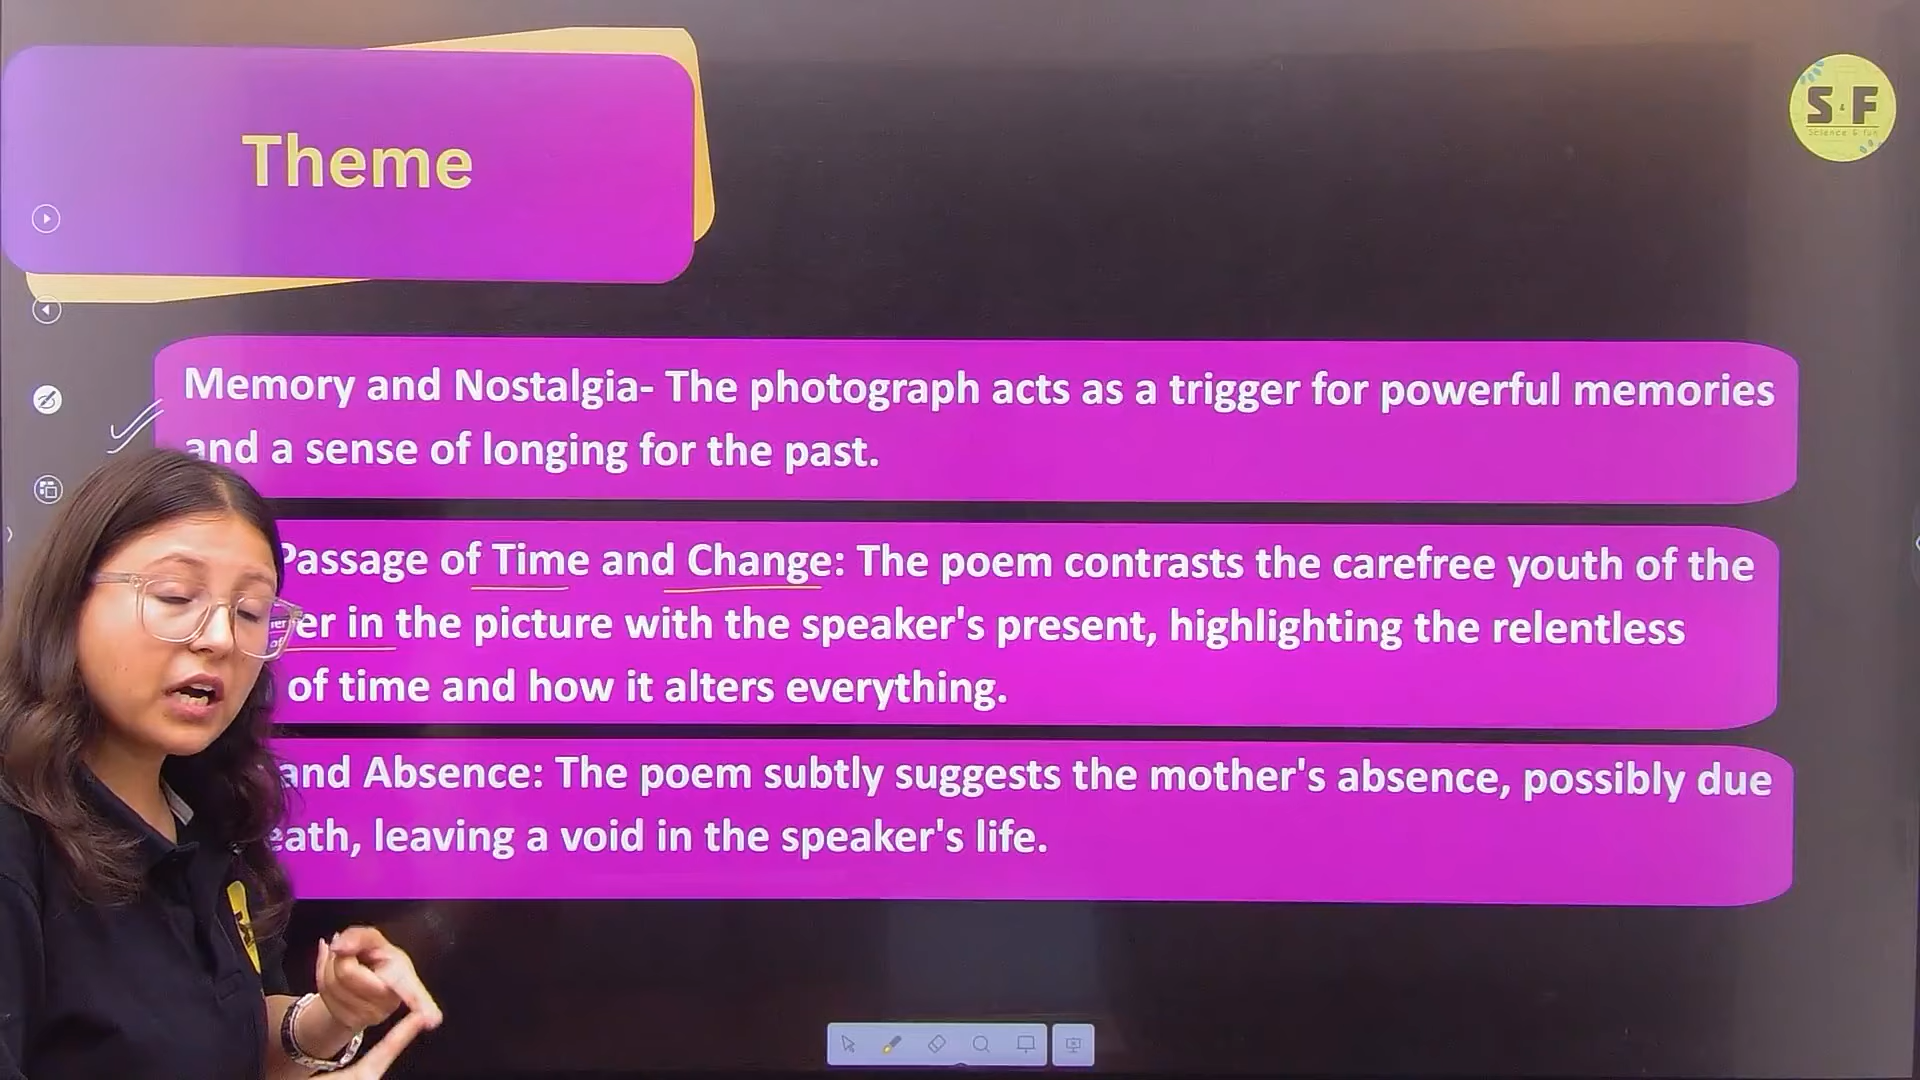 Theme
S & F
Science & fun
Memory and Nostalgia- The photograph acts as a trigger for powerful memories
and a sense of longing for the past.
Passage of Time and Change: The poem contrasts the carefree youth of the
er in the picture with the speaker's present, highlighting the relentless
of time and how it alters everything.
and Absence: The poem subtly suggests the mother's absence, possibly due
eath, leaving a void in the speaker's life.